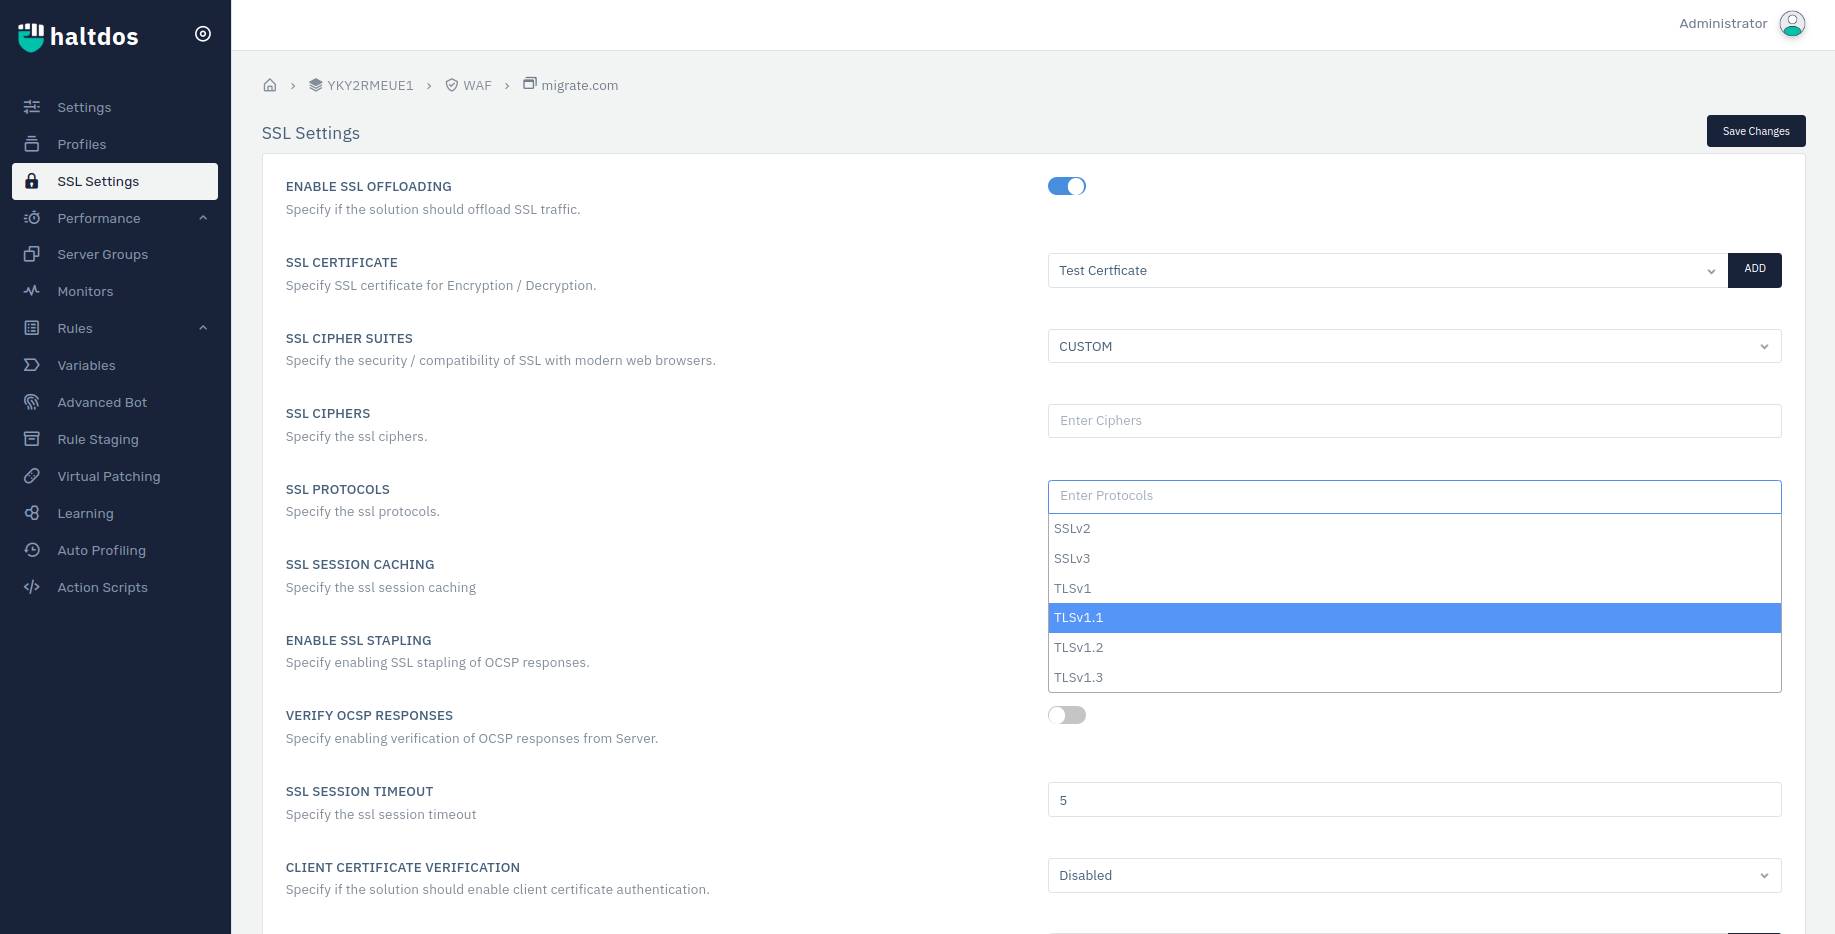 haltdos
Administrator
Settings
Profiles
SSL Settings
Performance
Server Groups
Monitors
Rules
Variables
Advanced Bot
Rule Staging
Virtual Patching
Learning
Auto Profiling
Action Scripts
YKY2RMEUE1 WAF migrate.com
SSL Settings
Save Changes
ENABLE SSL OFFLOADING
Specify if the solution should offload SSL traffic.
SSL CERTIFICATE
Specify SSL certificate for Encryption / Decryption.
Test Certficate
ADD
SSL CIPHER SUITES
Specify the security / compatibility of SSL with modern web browsers.
CUSTOM
SSL CIPHERS
Specify the ssl ciphers.
Enter Ciphers
SSL PROTOCOLS
Specify the ssl protocols.
Enter Protocols
SSLv2
SSLv3
TLSv1
TLSv1.1
TLSv1.2
TLSv1.3
SSL SESSION CACHING
Specify the ssl session caching
ENABLE SSL STAPLING
Specify enabling SSL stapling of OCSP responses.
VERIFY OCSP RESPONSES
Specify enabling verification of OCSP responses from Server.
SSL SESSION TIMEOUT
Specify the ssl session timeout
5
CLIENT CERTIFICATE VERIFICATION
Specify if the solution should enable client certificate authentication.
Disabled